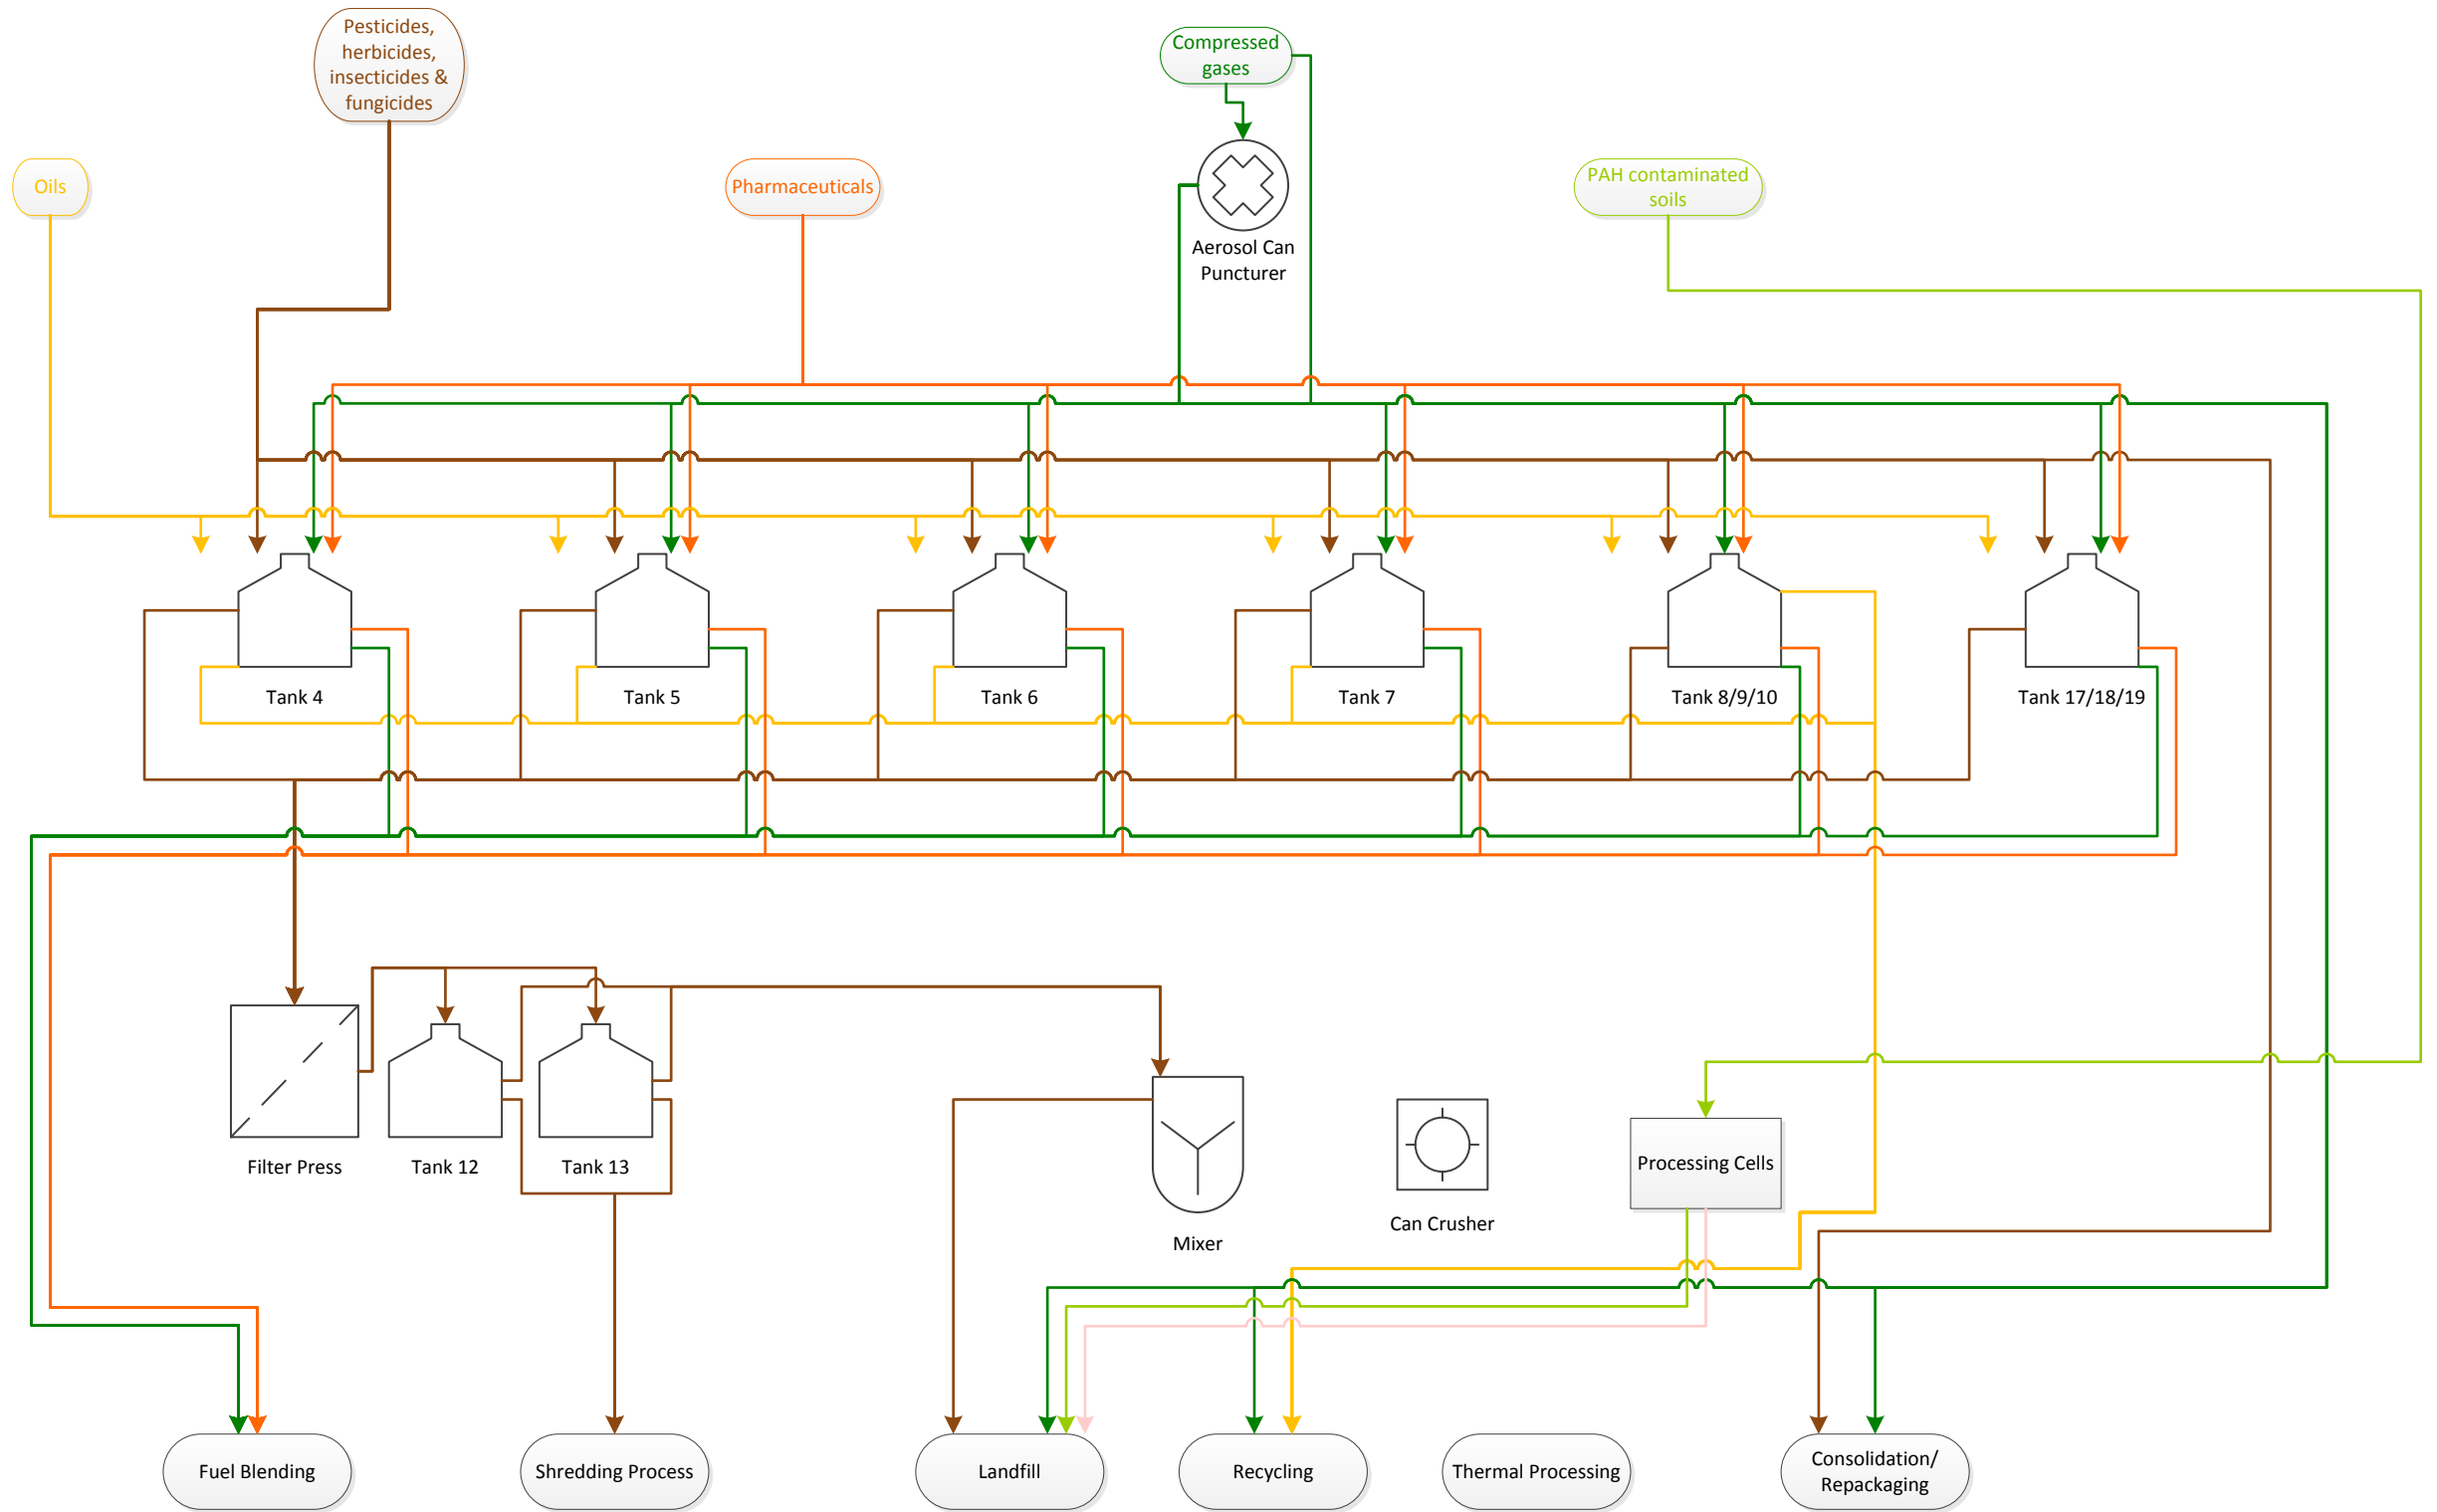 Pesticides,
herbicides,
insecticides &
fungicides
Compressed
gases
Oils
Pharmaceuticals
PAH contaminated
soils
Aerosol Can
Puncturer
Tank 4
Tank 5
Tank 6
Tank 7
Tank 8/9/10
Tank 17/18/19
Filter Press
Tank 12
Tank 13
Mixer
Can Crusher
Processing Cells
Fuel Blending
Shredding Process
Landfill
Recycling
Thermal Processing
Consolidation/
Repackaging